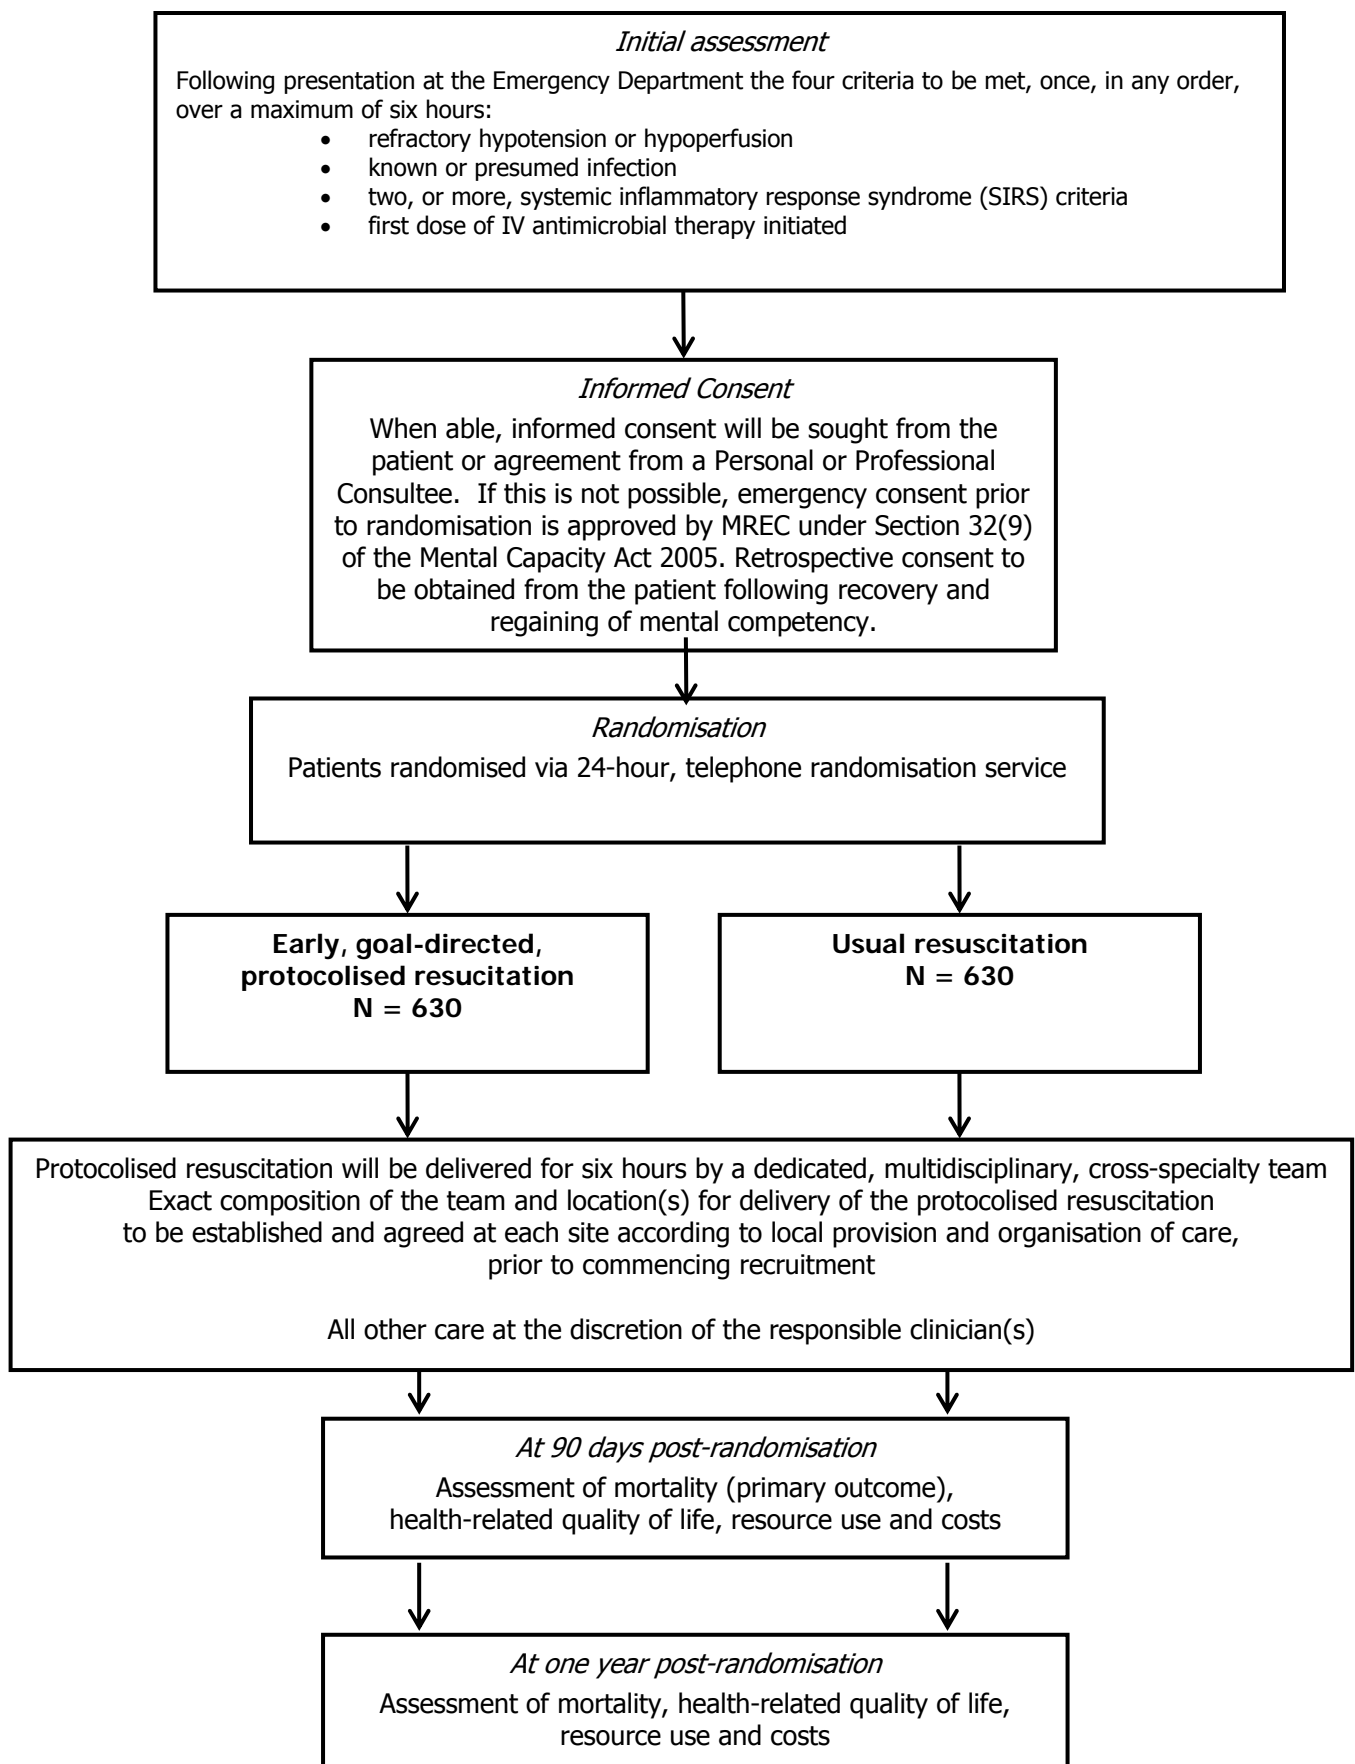 Initial assessment
Following presentation at the Emergency Department the four criteria to be met, once, in any order,
over a maximum of six hours:
• refractory hypotension or hypoperfusion
• known or presumed infection
• two, or more, systemic inflammatory response syndrome (SIRS) criteria
• first dose of IV antimicrobial therapy initiated
Informed Consent
When able, informed consent will be sought from the
patient or agreement from a Personal or Professional
Consultee.  If this is not possible, emergency consent prior
to randomisation is approved by MREC under Section 32(9)
of the Mental Capacity Act 2005. Retrospective consent to
be obtained from the patient following recovery and
regaining of mental competency.
Randomisation
Patients randomised via 24-hour, telephone randomisation service
Early, goal-directed,
protocolised resucitation
N = 630
Usual resuscitation
N = 630
Protocolised resuscitation will be delivered for six hours by a dedicated, multidisciplinary, cross-specialty team
Exact composition of the team and location(s) for delivery of the protocolised resuscitation
to be established and agreed at each site according to local provision and organisation of care,
prior to commencing recruitment
All other care at the discretion of the responsible clinician(s)
At 90 days post-randomisation
Assessment of mortality (primary outcome),
health-related quality of life, resource use and costs
At one year post-randomisation
Assessment of mortality, health-related quality of life,
resource use and costs